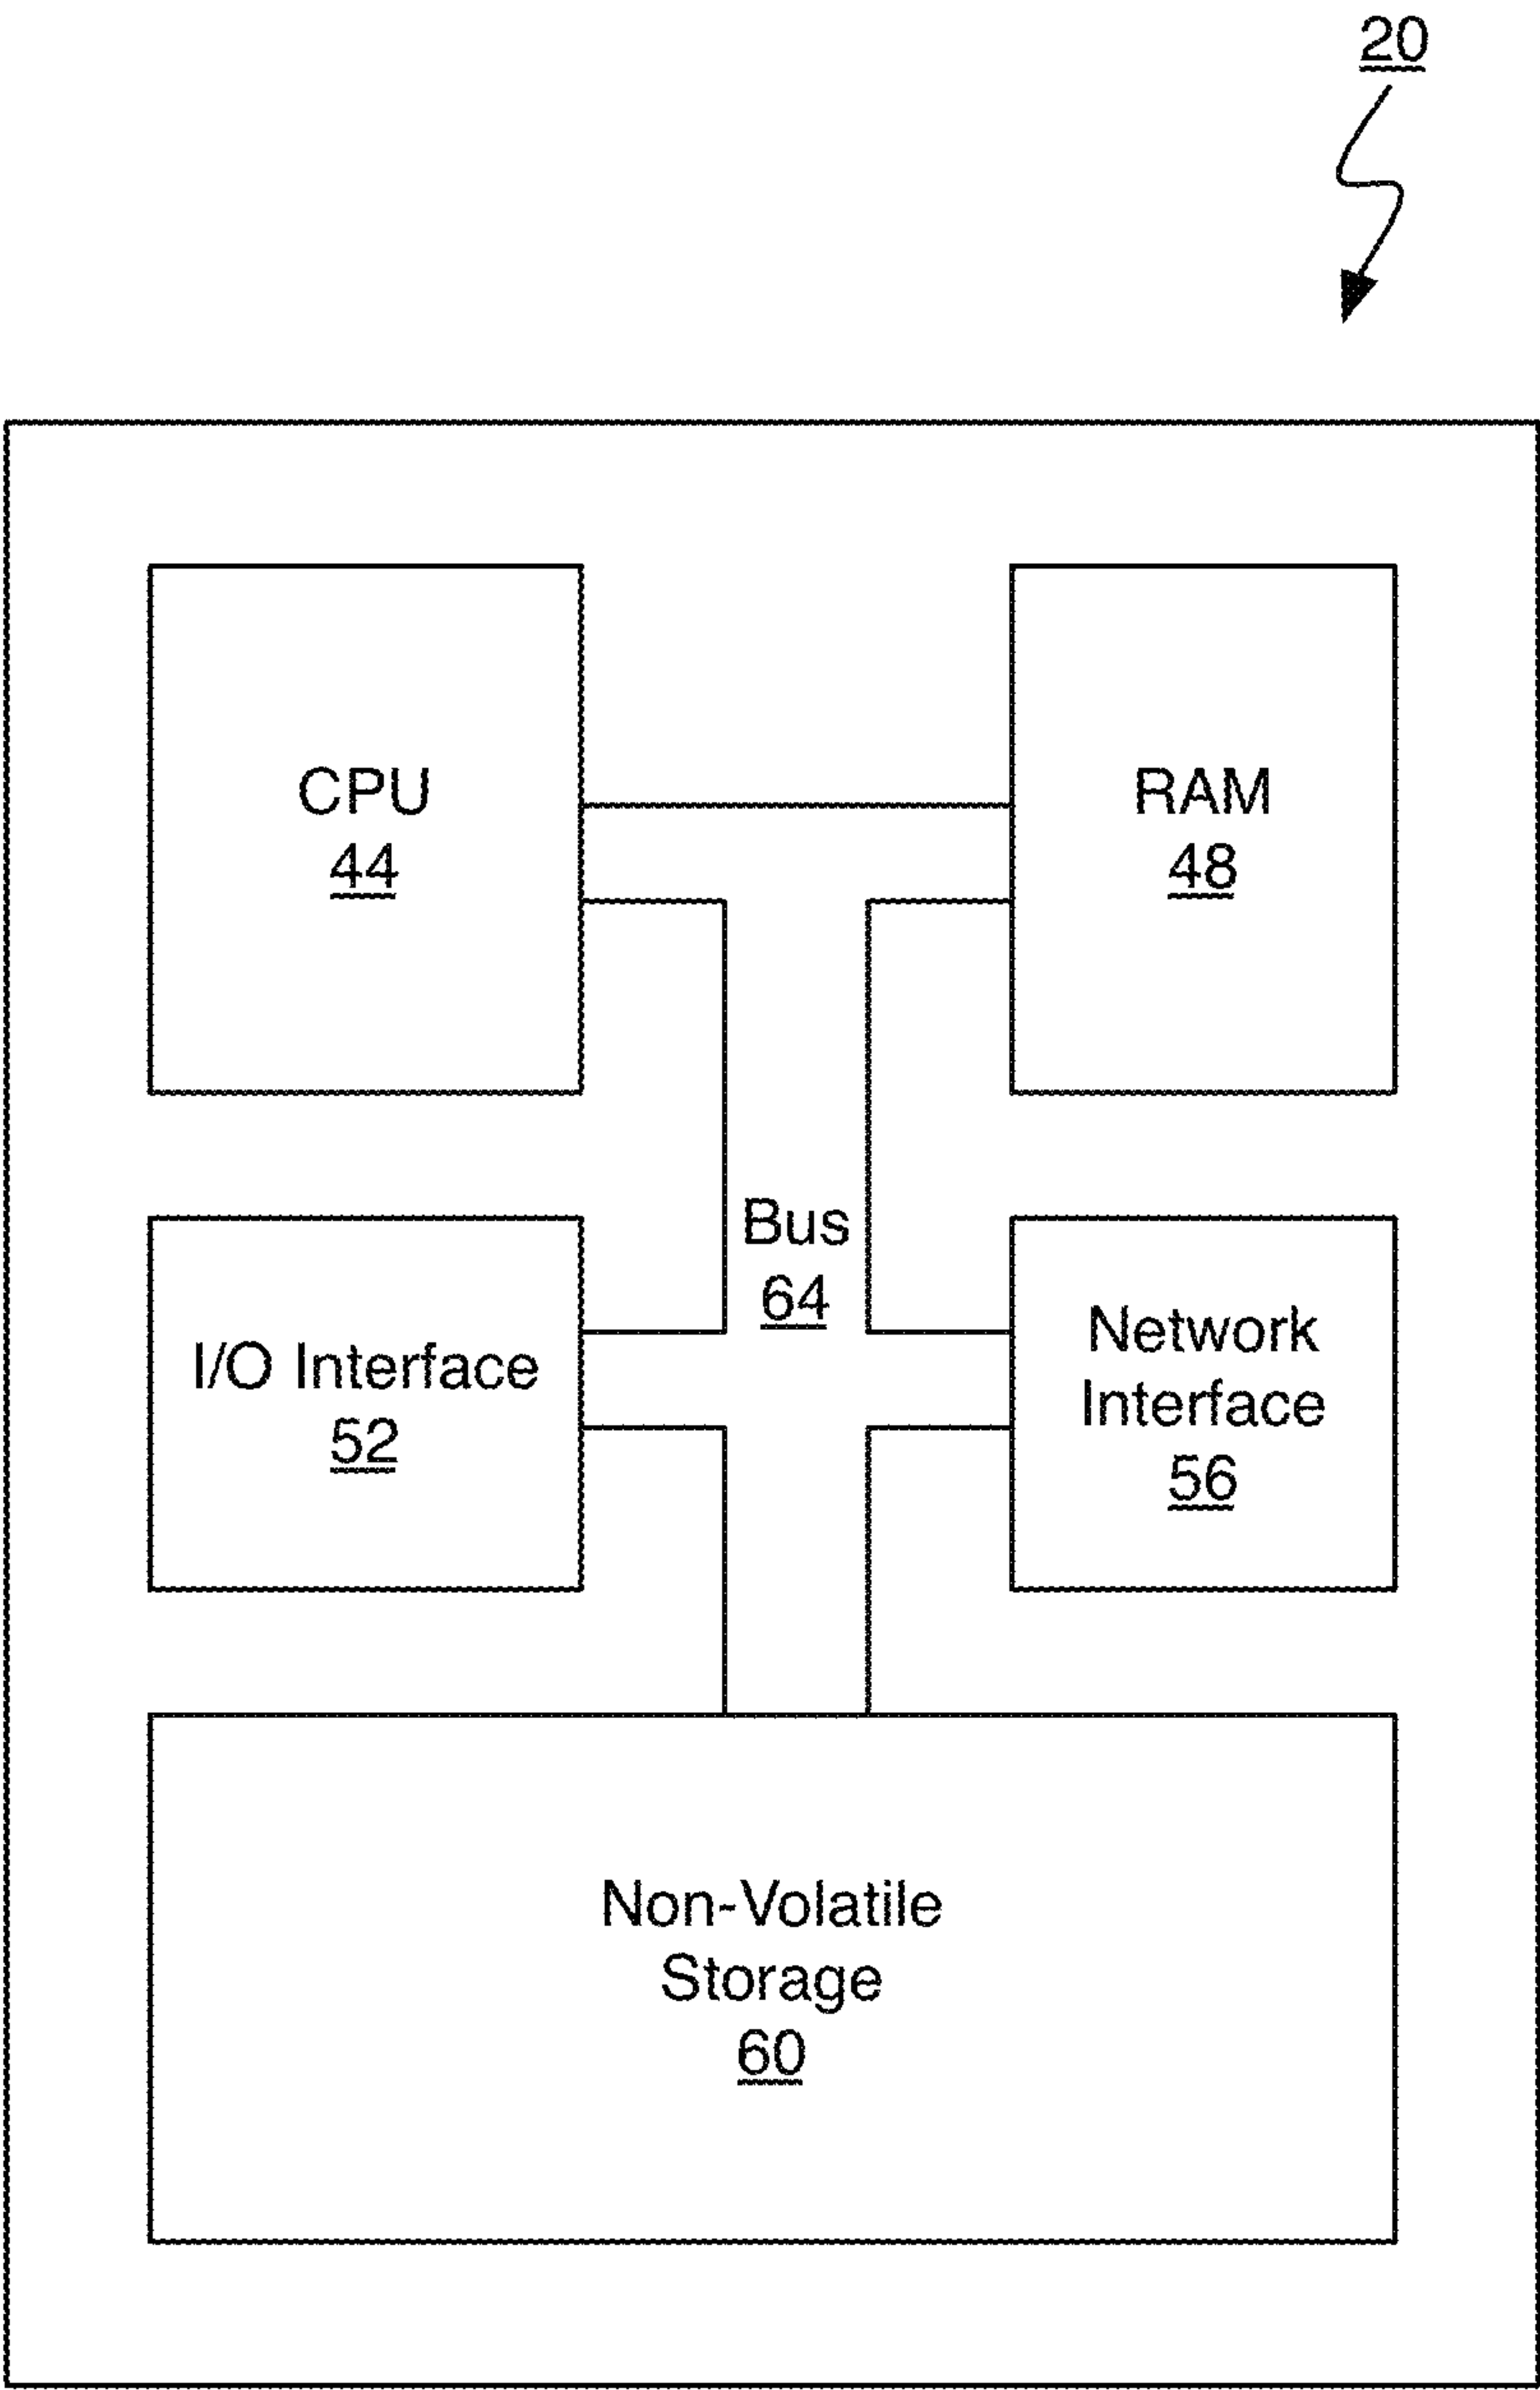 20
CPU
44
RAM
48
Bus
64
I/O Interface
52
Network
Interface
56
Non-Volatile
Storage
60